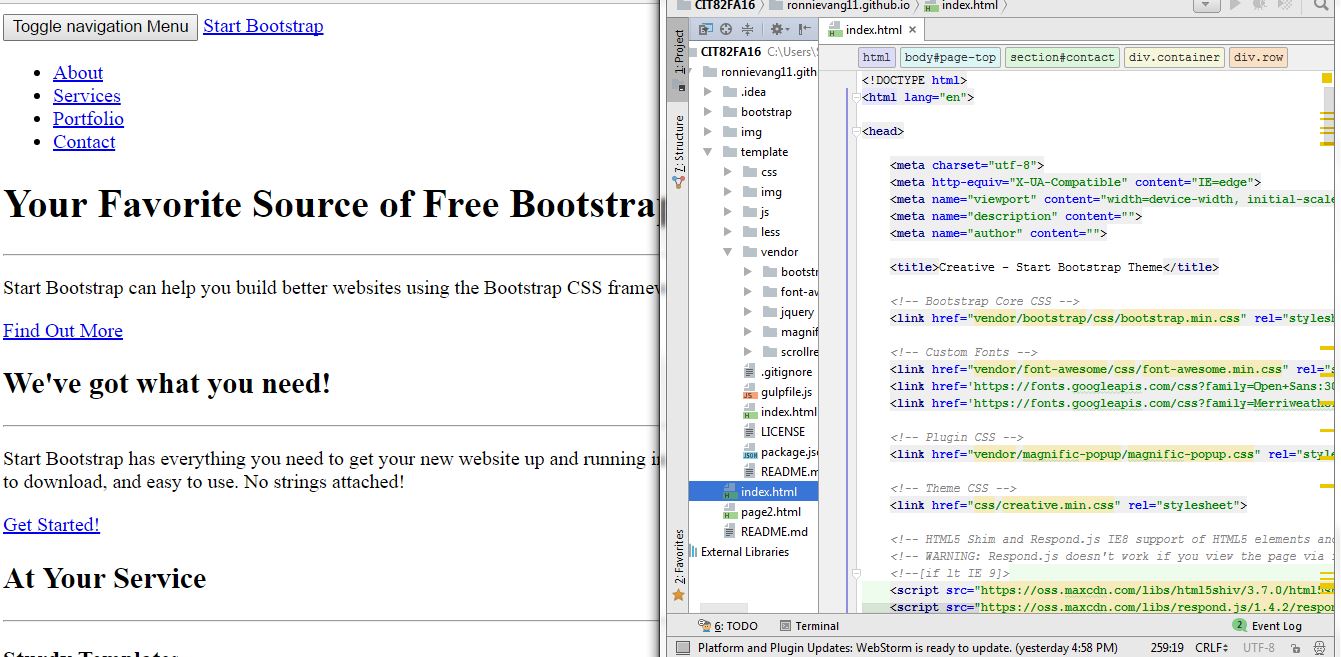 Toggle navigation Menu Start Bootstrap
About
Services
Portfolio
Contact
Your Favorite Source of Free Bootstrap
Start Bootstrap can help you build better websites using the Bootstrap CSS framew
Find Out More
We've got what you need!
Start Bootstrap has everything you need to get your new website up and running i
to download, and easy to use. No strings attached!
Get Started!
At Your Service
Sturdy Templates
CIT82FA16 ronnievang11.github.io index.html
1: Project
7: Structure
2: Favorites
CIT82FA16 C:\Users\
ronnievang11.gith
.idea
bootstrap
img
template
css
img
js
less
vendor
bootstr
font-aw
jquery
magnif
scrollre
.gitignore
gulpfile.js
index.html
LICENSE
package.js
README.m
index.html
page2.html
README.md
External Libraries
index.html
html body#page-top section#contact div.container div.row
<!DOCTYPE html>
<html lang="en">
<head>
<meta charset="utf-8">
<meta http-equiv="X-UA-Compatible" content="IE=edge">
<meta name="viewport" content="width=device-width, initial-scale
<meta name="description" content="">
<meta name="author" content="">
<title>Creative - Start Bootstrap Theme</title>
<!-- Bootstrap Core CSS -->
<link href="vendor/bootstrap/css/bootstrap.min.css" rel="stylesh
<!-- Custom Fonts -->
<link href="vendor/font-awesome/css/font-awesome.min.css" rel="s
<link href='https://fonts.googleapis.com/css?family=Open+Sans:30
<link href='https://fonts.googleapis.com/css?family=Merriweathe
<!-- Plugin CSS -->
<link href="vendor/magnific-popup/magnific-popup.css" rel="style
<!-- Theme CSS -->
<link href="css/creative.min.css" rel="stylesheet">
<!-- HTML5 Shim and Respond.js IE8 support of HTML5 elements and
<!-- WARNING: Respond.js doesn't work if you view the page via
<!--[if lt IE 9]>
<script src="https://oss.maxcdn.com/libs/html5shiv/3.7.0/html5s
<script src="https://oss.maxcdn.com/libs/respond.js/1.4.2/respon
6: TODO Terminal 2 Event Log
Platform and Plugin Updates: WebStorm is ready to update. (yesterday 4:58 PM) 259:19 CRLF UTF-8